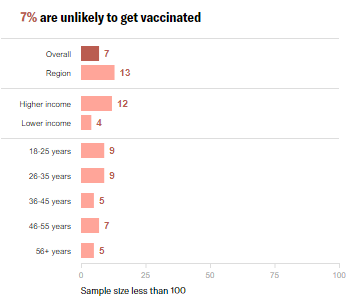 7% are unlikely to get vaccinated
Overall 7
Region 13
Higher income 12
Lower income 4
18-25 years 9
26-35 years 9
36-45 years 5
46-55 years 7
56+ years 5
0 25 50 75 100
Sample size less than 100